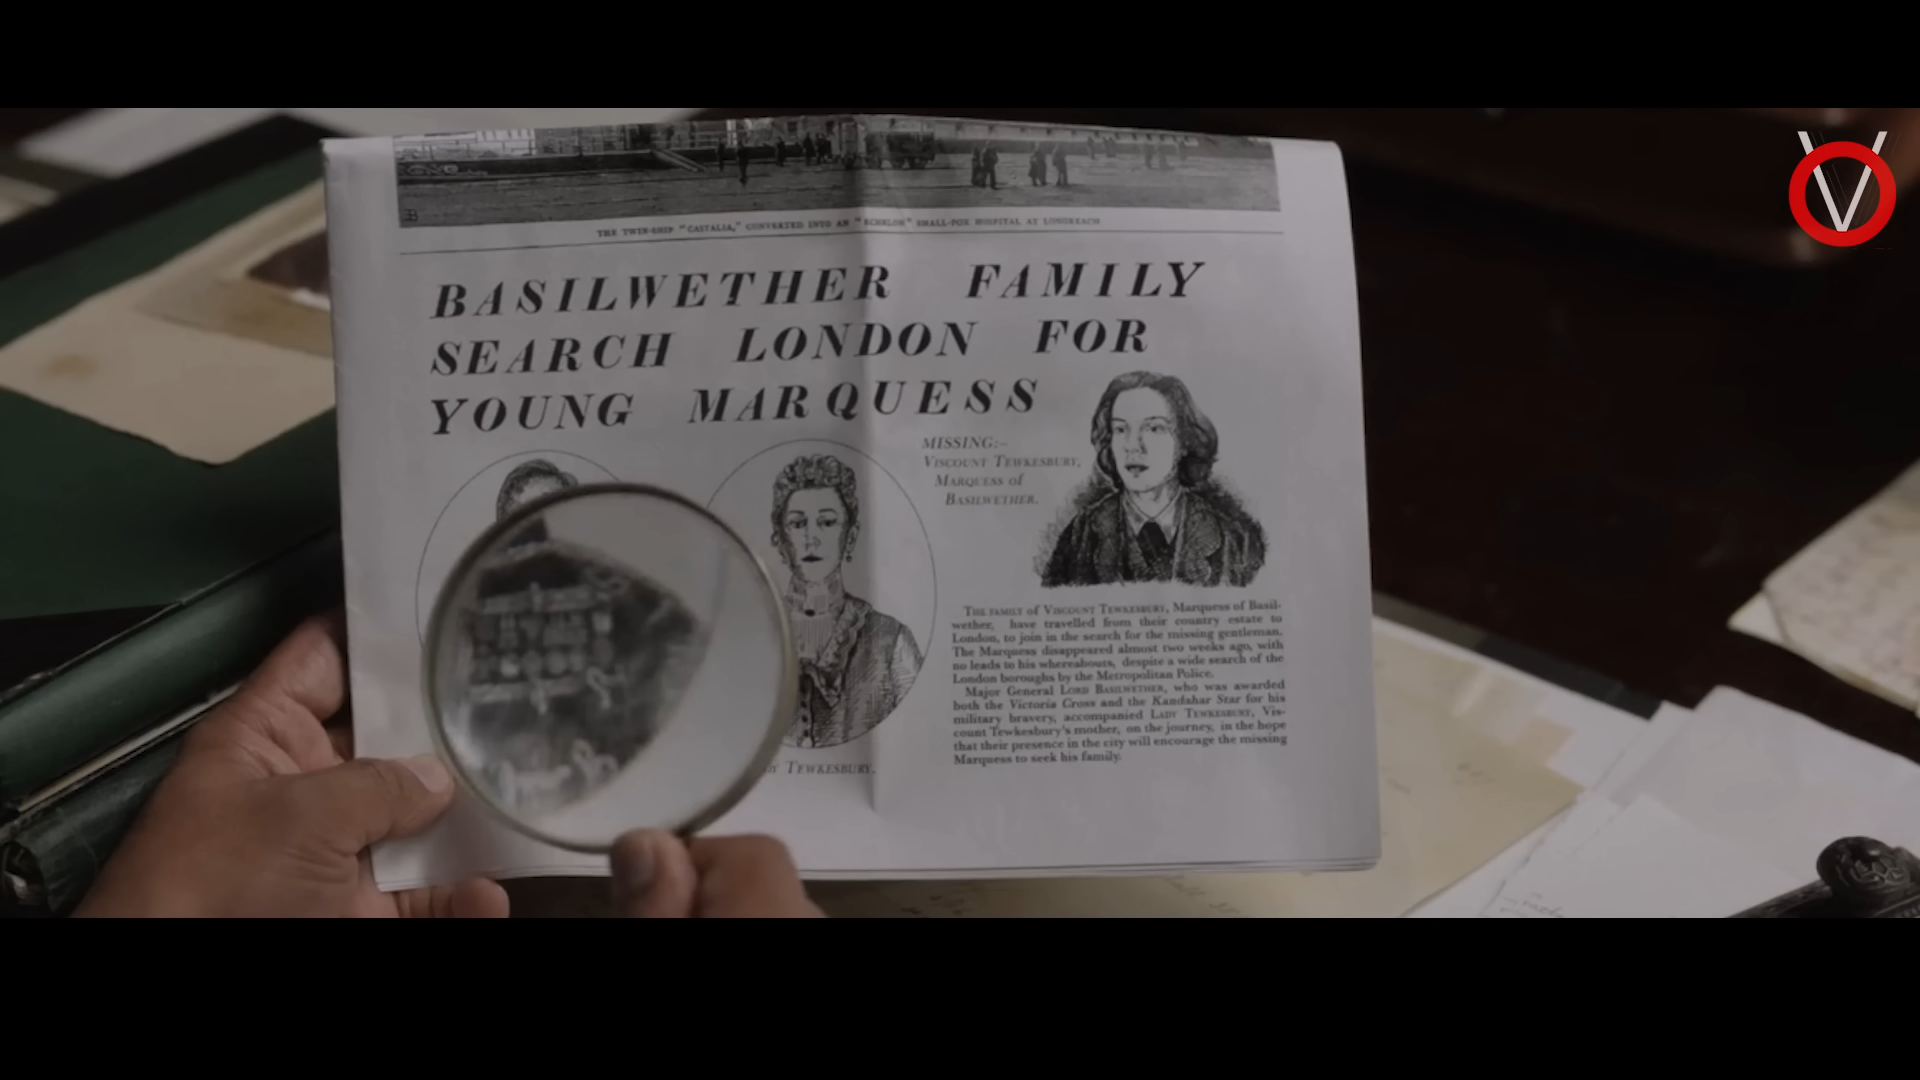 THE TWIN-SHIP "CASTALIA," CONVERTED INTO AN "ECHELON" SMALL-POX HOSPITAL AT LONGREACH
BASILWETHER FAMILY
SEARCH LONDON FOR
YOUNG MARQUESS
MISSING:–
VISCOUNT TEWKESBURY,
MARQUESS of
BASILWETHER.
TEWKESBURY.
THE FAMILY of VISCOUNT TEWKESBURY, Marquess of Basil-
wether, have travelled from their country estate to
London, to join in the search for the missing gentleman.
The Marquess disappeared almost two weeks ago, with
no leads to his whereabouts, despite a wide search of the
London boroughs by the Metropolitan Police.
Major General LORD BASILWETHER, who was awarded
both the Victoria Cross and the Kandahar Star for his
military bravery, accompanied LADY TEWKESBURY, Vis-
count Tewkesbury's mother, on the journey, in the hope
that their presence in the city will encourage the missing
Marquess to seek his family.